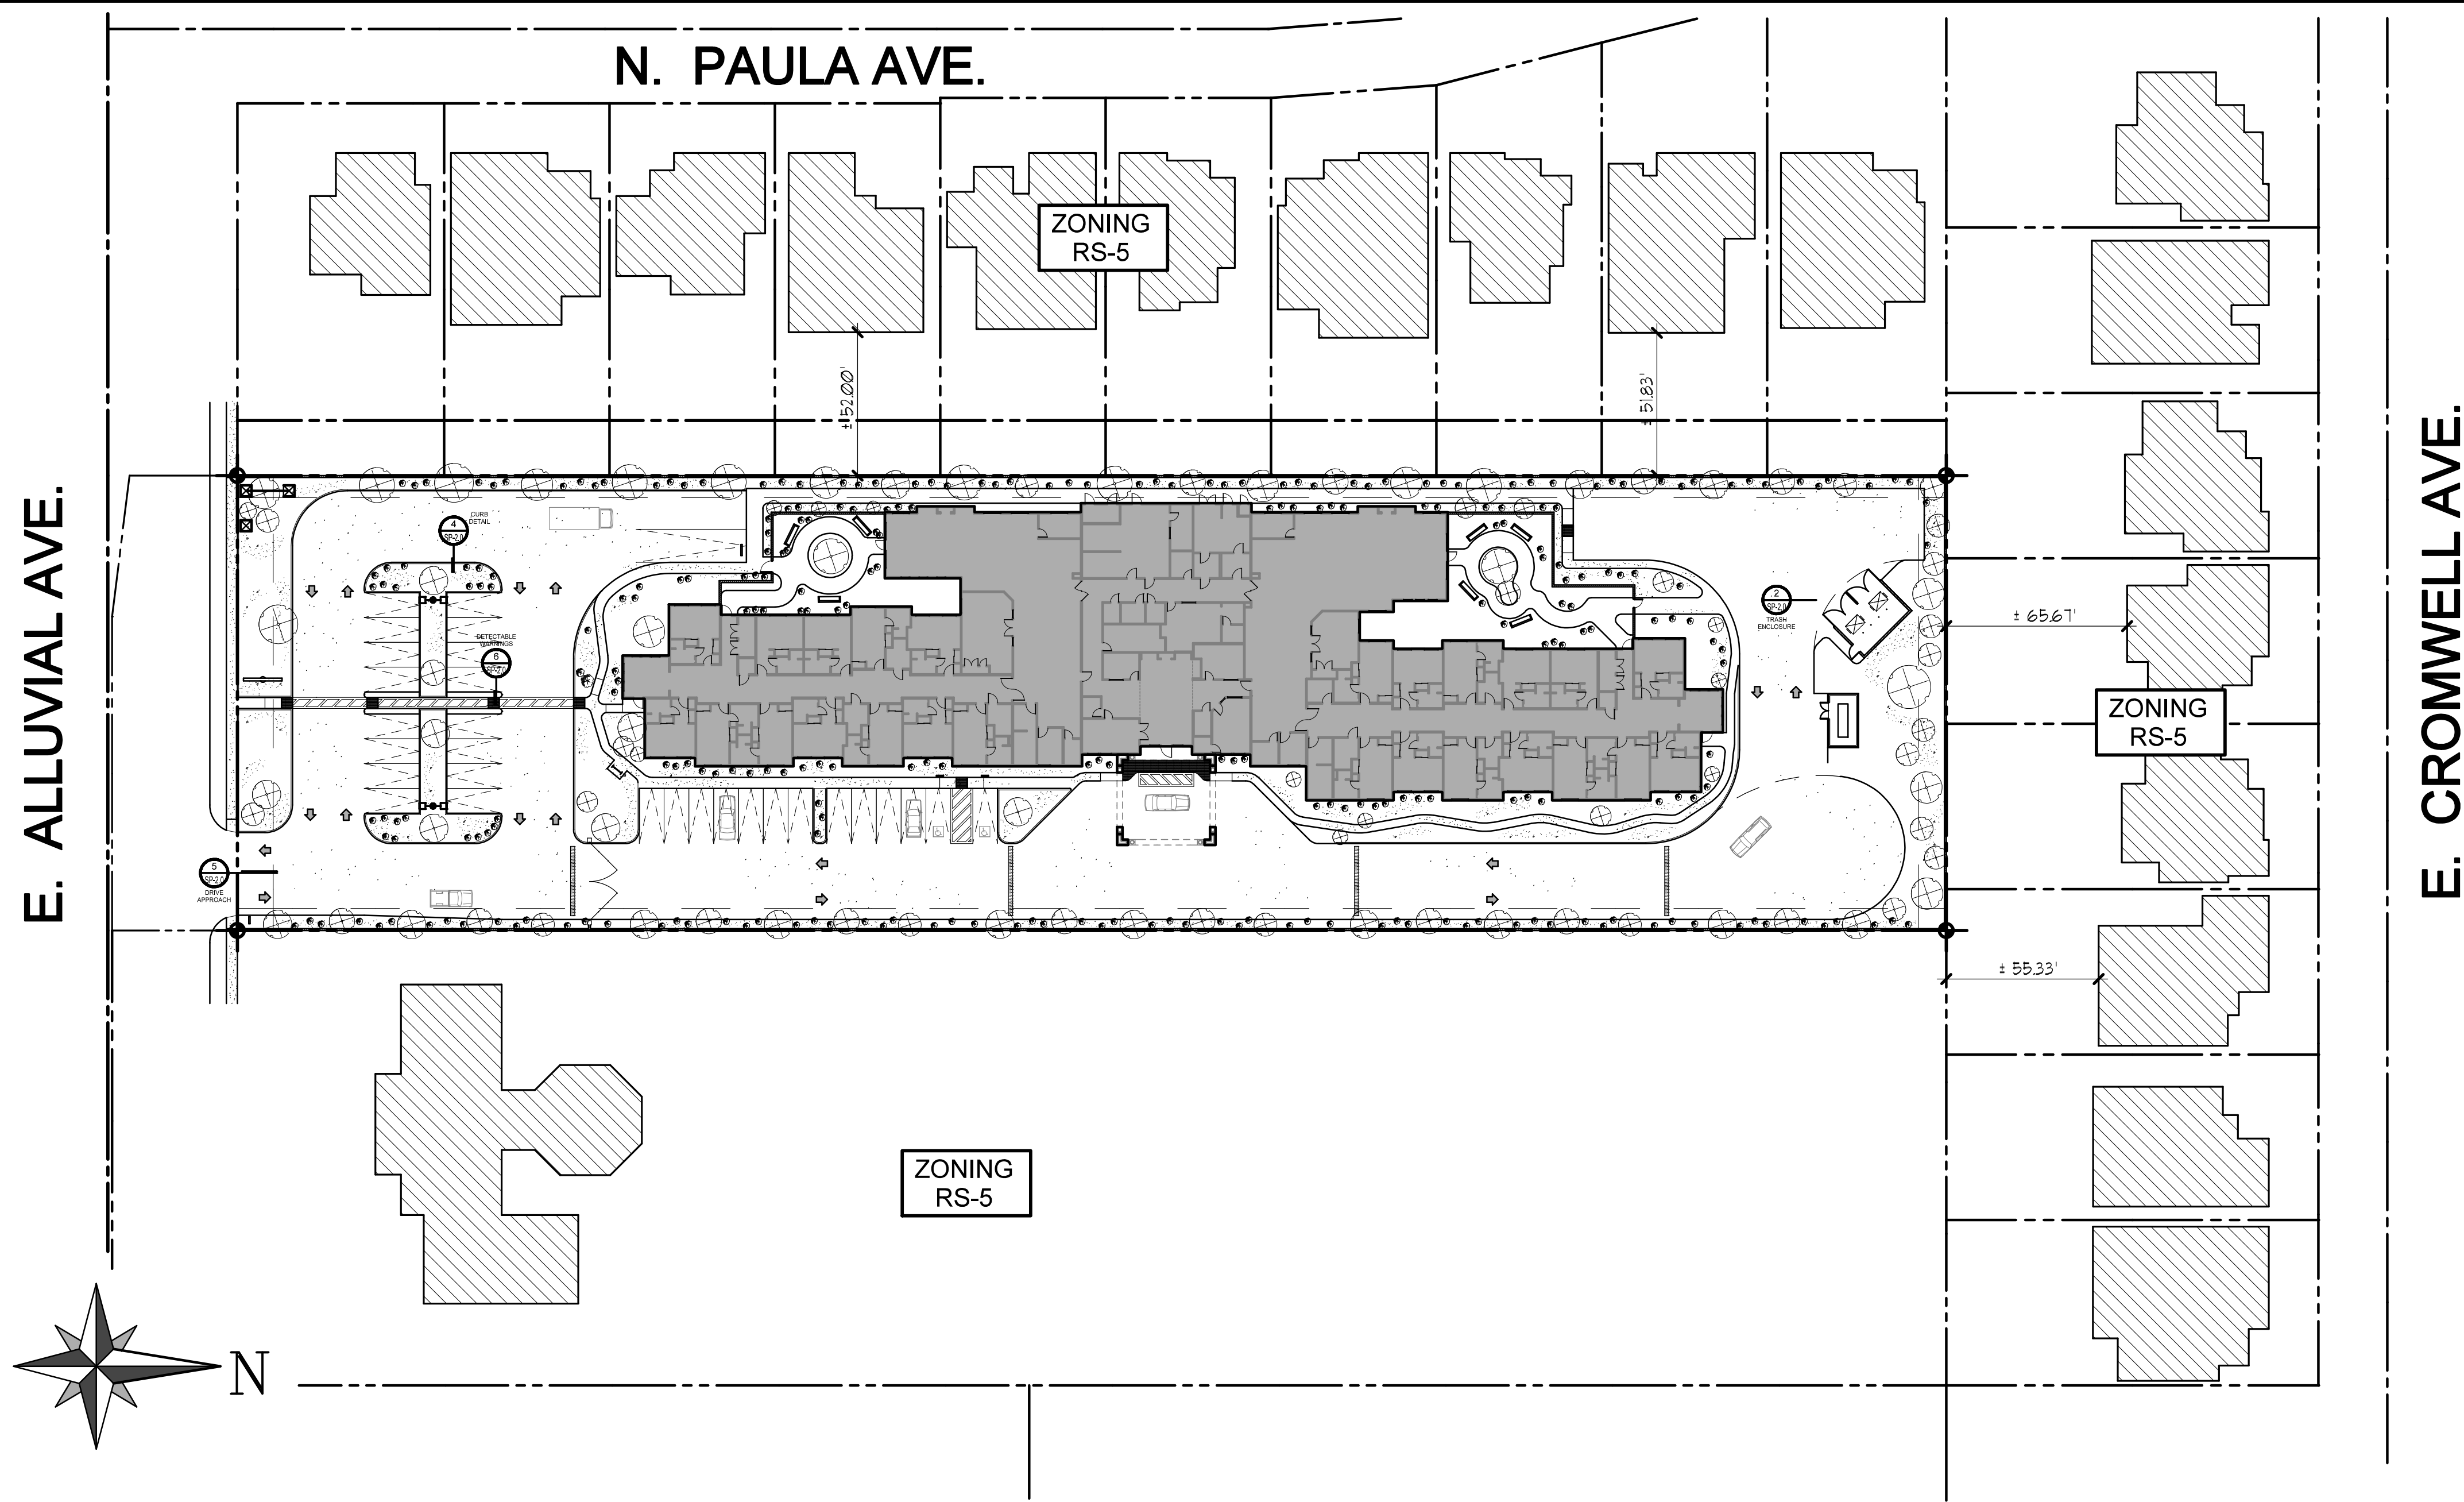 N. PAULA AVE.
ZONING
RS-5
± 52.00'
± 51.83'
E. ALLUVIAL AVE.
E. CROMWELL AVE.
4
SP-2.0
CURB
DETAIL
DETECTABLE
WARNINGS
6
2
SP-2.0
TRASH
ENCLOSURE
± 65.67'
ZONING
RS-5
5
SP-2.0
DRIVE
APPROACH
± 55.33'
ZONING
RS-5
N